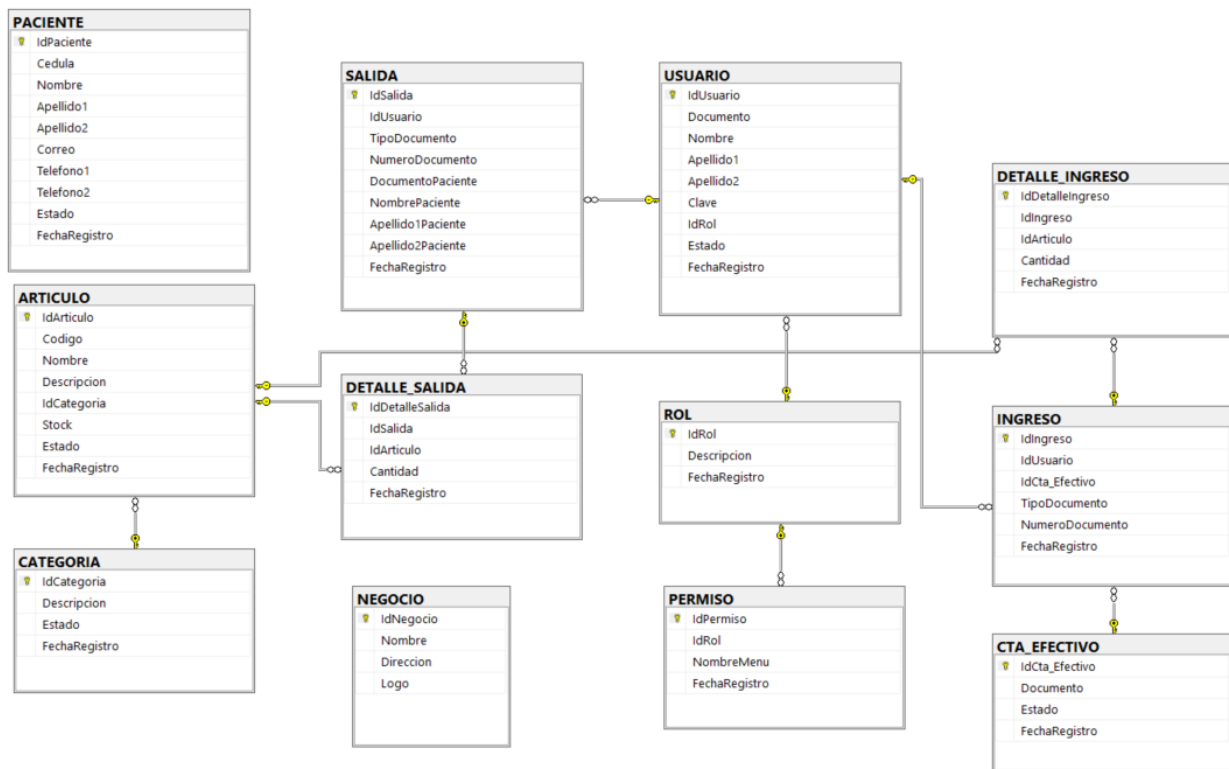 PACIENTE
IdPaciente
Cedula
Nombre
Apellido1
Apellido2
Correo
Telefono1
Telefono2
Estado
FechaRegistro
SALIDA
IdSalida
IdUsuario
TipoDocumento
NumeroDocumento
DocumentoPaciente
NombrePaciente
Apellido1Paciente
Apellido2Paciente
FechaRegistro
USUARIO
IdUsuario
Documento
Nombre
Apellido1
Apellido2
Clave
IdRol
Estado
FechaRegistro
DETALLE_INGRESO
IdDetalleIngreso
IdIngreso
IdArticulo
Cantidad
FechaRegistro
ARTICULO
IdArticulo
Codigo
Nombre
Descripcion
IdCategoria
Stock
Estado
FechaRegistro
DETALLE_SALIDA
IdDetalleSalida
IdSalida
IdArticulo
Cantidad
FechaRegistro
ROL
IdRol
Descripcion
FechaRegistro
INGRESO
IdIngreso
IdUsuario
IdCta_Efectivo
TipoDocumento
NumeroDocumento
FechaRegistro
CATEGORIA
IdCategoria
Descripcion
Estado
FechaRegistro
NEGOCIO
IdNegocio
Nombre
Direccion
Logo
PERMISO
IdPermiso
IdRol
NombreMenu
FechaRegistro
CTA_EFECTIVO
IdCta_Efectivo
Documento
Estado
FechaRegistro